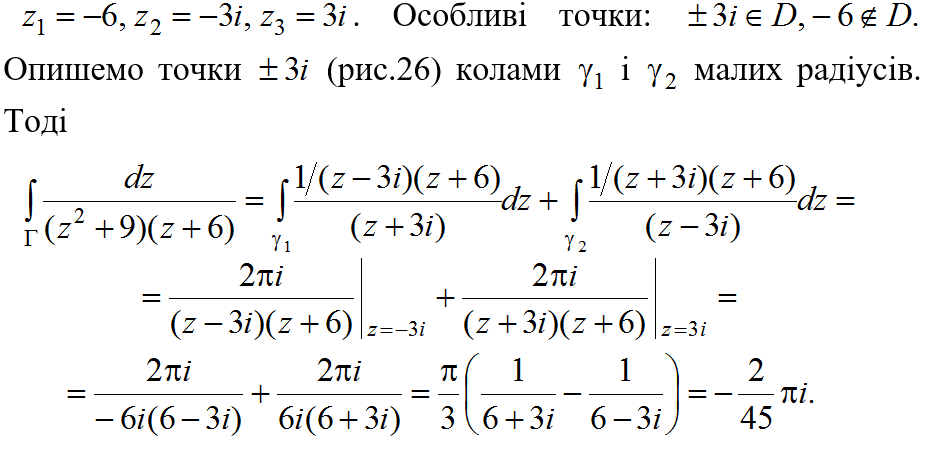 z₁ = −6, z₂ = −3i, z₃ = 3i. Особливі точки: ±3i ∈ D, −6 ∉ D.
Опишемо точки ±3i (рис.26) колами γ₁ і γ₂ малих радіусів.
Тоді
∫_Γ dz/((z² + 9)(z + 6)) = ∫_γ₁ (1/(z − 3i)(z + 6))/(z + 3i) dz + ∫_γ₂ (1/(z + 3i)(z + 6))/(z − 3i) dz =
= 2πi/((z − 3i)(z + 6)) |_z=−3i + 2πi/((z + 3i)(z + 6)) |_z=3i =
= 2πi/(−6i(6 − 3i)) + 2πi/(6i(6 + 3i)) = π/3 (1/(6 + 3i) − 1/(6 − 3i)) = −2/45 πi.